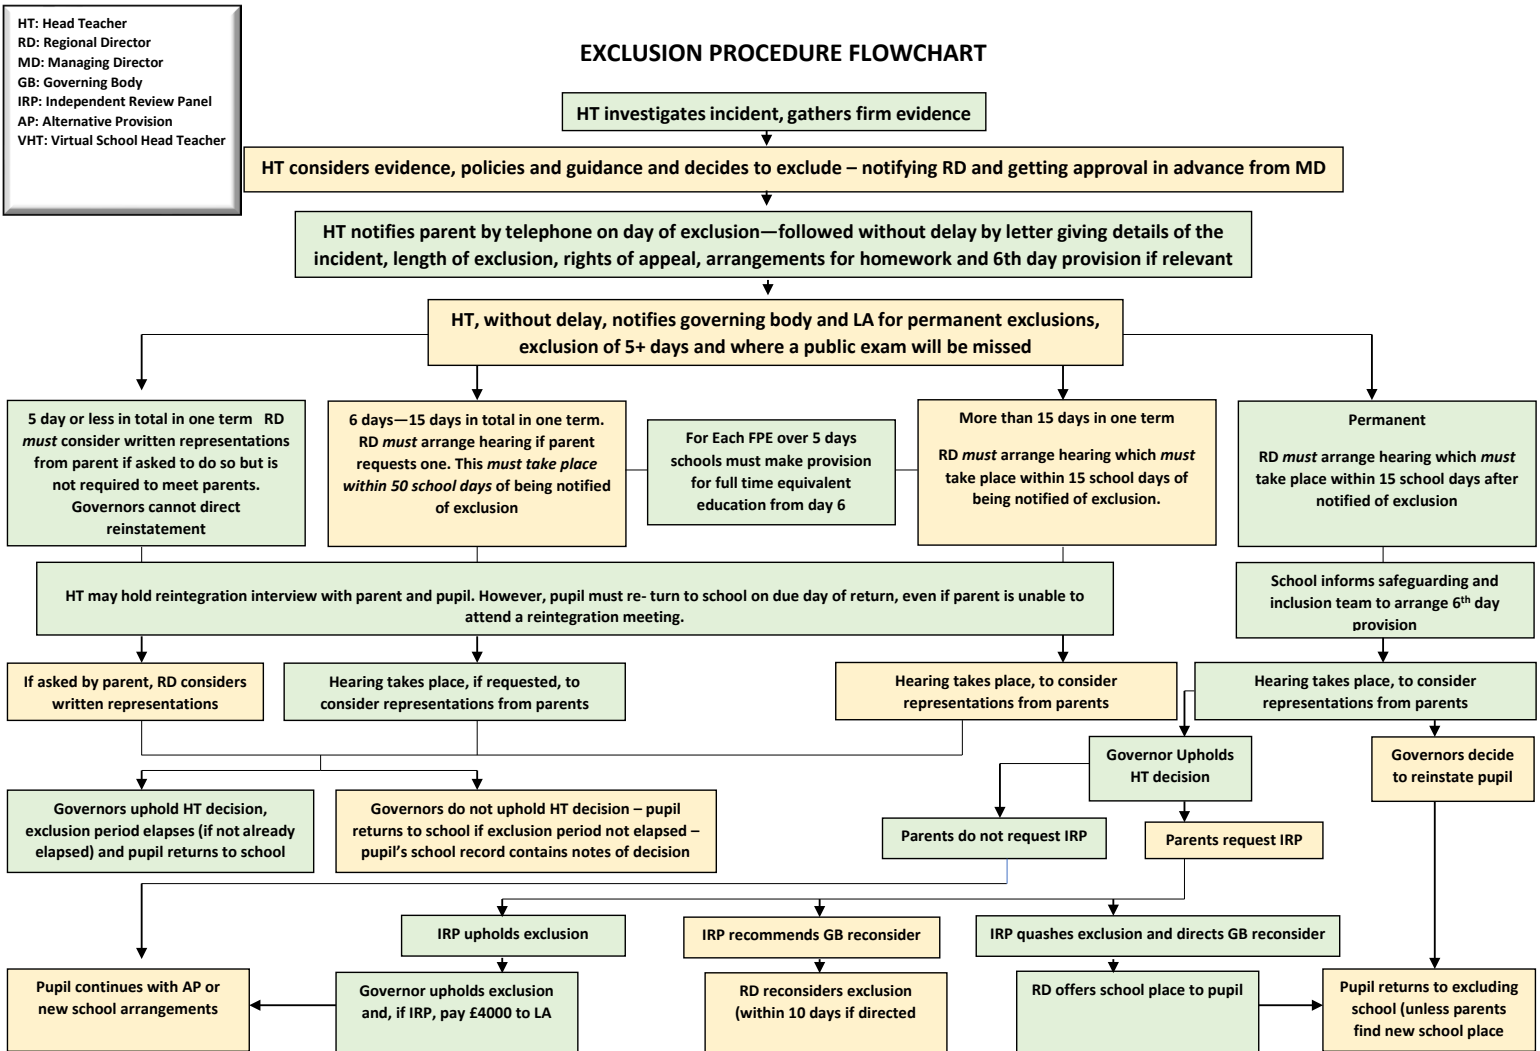 HT: Head Teacher
RD: Regional Director
MD: Managing Director
GB: Governing Body
IRP: Independent Review Panel
AP: Alternative Provision
VHT: Virtual School Head Teacher
EXCLUSION PROCEDURE FLOWCHART
HT investigates incident, gathers firm evidence
HT considers evidence, policies and guidance and decides to exclude – notifying RD and getting approval in advance from MD
HT notifies parent by telephone on day of exclusion—followed without delay by letter giving details of the
incident, length of exclusion, rights of appeal, arrangements for homework and 6th day provision if relevant
HT, without delay, notifies governing body and LA for permanent exclusions,
exclusion of 5+ days and where a public exam will be missed
5 day or less in total in one term RD
must consider written representations
from parent if asked to do so but is
not required to meet parents.
Governors cannot direct
reinstatement
6 days—15 days in total in one term.
RD must arrange hearing if parent
requests one. This must take place
within 50 school days of being notified
of exclusion
For Each FPE over 5 days
schools must make provision
for full time equivalent
education from day 6
More than 15 days in one term
RD must arrange hearing which must
take place within 15 school days of
being notified of exclusion.
Permanent
RD must arrange hearing which must
take place within 15 school days after
notified of exclusion
HT may hold reintegration interview with parent and pupil. However, pupil must re- turn to school on due day of return, even if parent is unable to
attend a reintegration meeting.
School informs safeguarding and
inclusion team to arrange 6th day
provision
If asked by parent, RD considers
written representations
Hearing takes place, if requested, to
consider representations from parents
Hearing takes place, to consider
representations from parents
Hearing takes place, to consider
representations from parents
Governor Upholds
HT decision
Governors decide
to reinstate pupil
Governors uphold HT decision,
exclusion period elapses (if not already
elapsed) and pupil returns to school
Governors do not uphold HT decision – pupil
returns to school if exclusion period not elapsed –
pupil's school record contains notes of decision
Parents do not request IRP
Parents request IRP
IRP upholds exclusion
IRP recommends GB reconsider
IRP quashes exclusion and directs GB reconsider
Pupil continues with AP or
new school arrangements
Governor upholds exclusion
and, if IRP, pay £4000 to LA
RD reconsiders exclusion
(within 10 days if directed
RD offers school place to pupil
Pupil returns to excluding
school (unless parents
find new school place